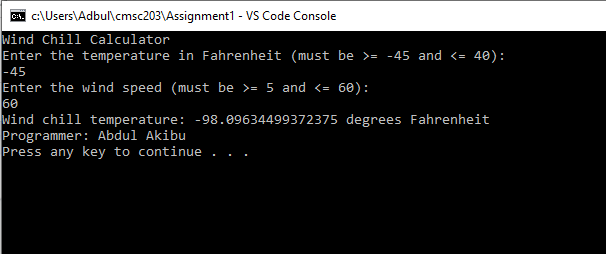 c:\Users\Adbul\cmsc203\Assignment1 - VS Code Console
Wind Chill Calculator
Enter the temperature in Fahrenheit (must be >= -45 and <= 40):
-45
Enter the wind speed (must be >= 5 and <= 60):
60
Wind chill temperature: -98.09634499372375 degrees Fahrenheit
Programmer: Abdul Akibu
Press any key to continue . . .